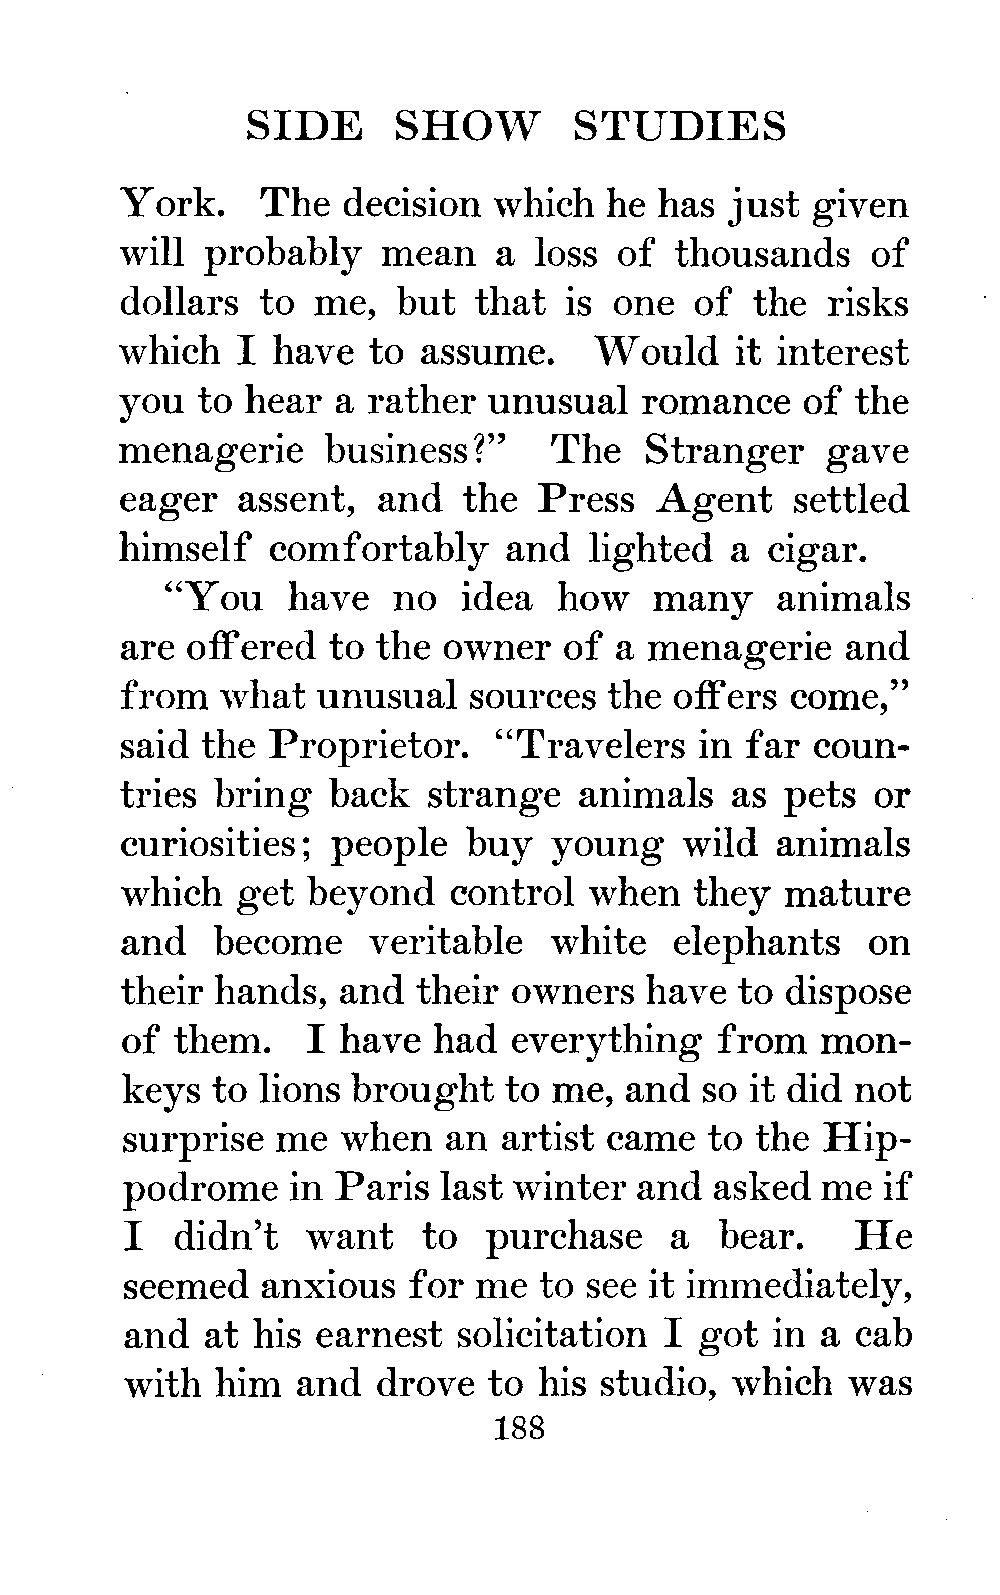 SIDE SHOW STUDIES
York. The decision which he has just given
will probably mean a loss of thousands of
dollars to me, but that is one of the risks
which I have to assume. Would it interest
you to hear a rather unusual romance of the
menagerie business?” The Stranger gave
eager assent, and the Press Agent settled
himself comfortably and lighted a cigar.
“You have no idea how many animals
are offered to the owner of a menagerie and
from what unusual sources the offers come,”
said the Proprietor. “Travelers in far coun-
tries bring back strange animals as pets or
curiosities; people buy young wild animals
which get beyond control when they mature
and become veritable white elephants on
their hands, and their owners have to dispose
of them. I have had everything from mon-
keys to lions brought to me, and so it did not
surprise me when an artist came to the Hip-
podrome in Paris last winter and asked me if
I didn’t want to purchase a bear. He
seemed anxious for me to see it immediately,
and at his earnest solicitation I got in a cab
with him and drove to his studio, which was
188